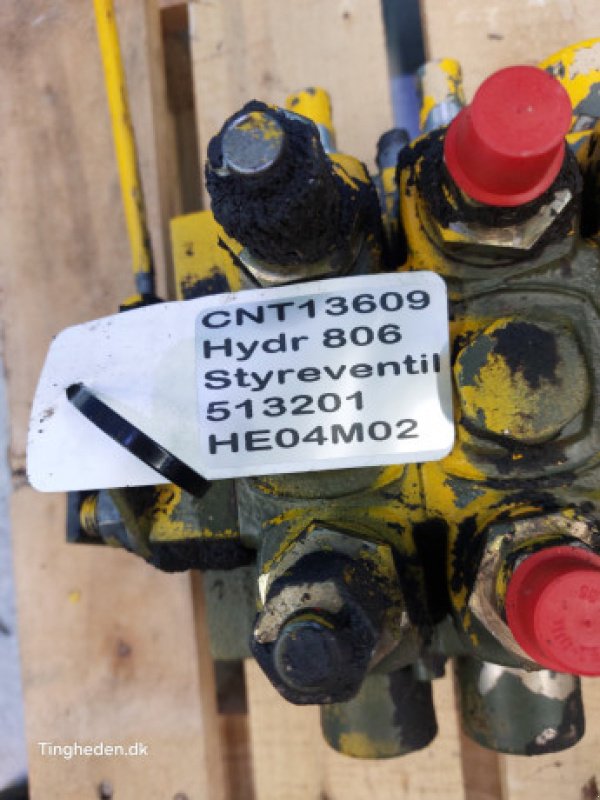 CNT13609
Hydr 806
Styreventil
513201
HE04M02
Tingheden.dk